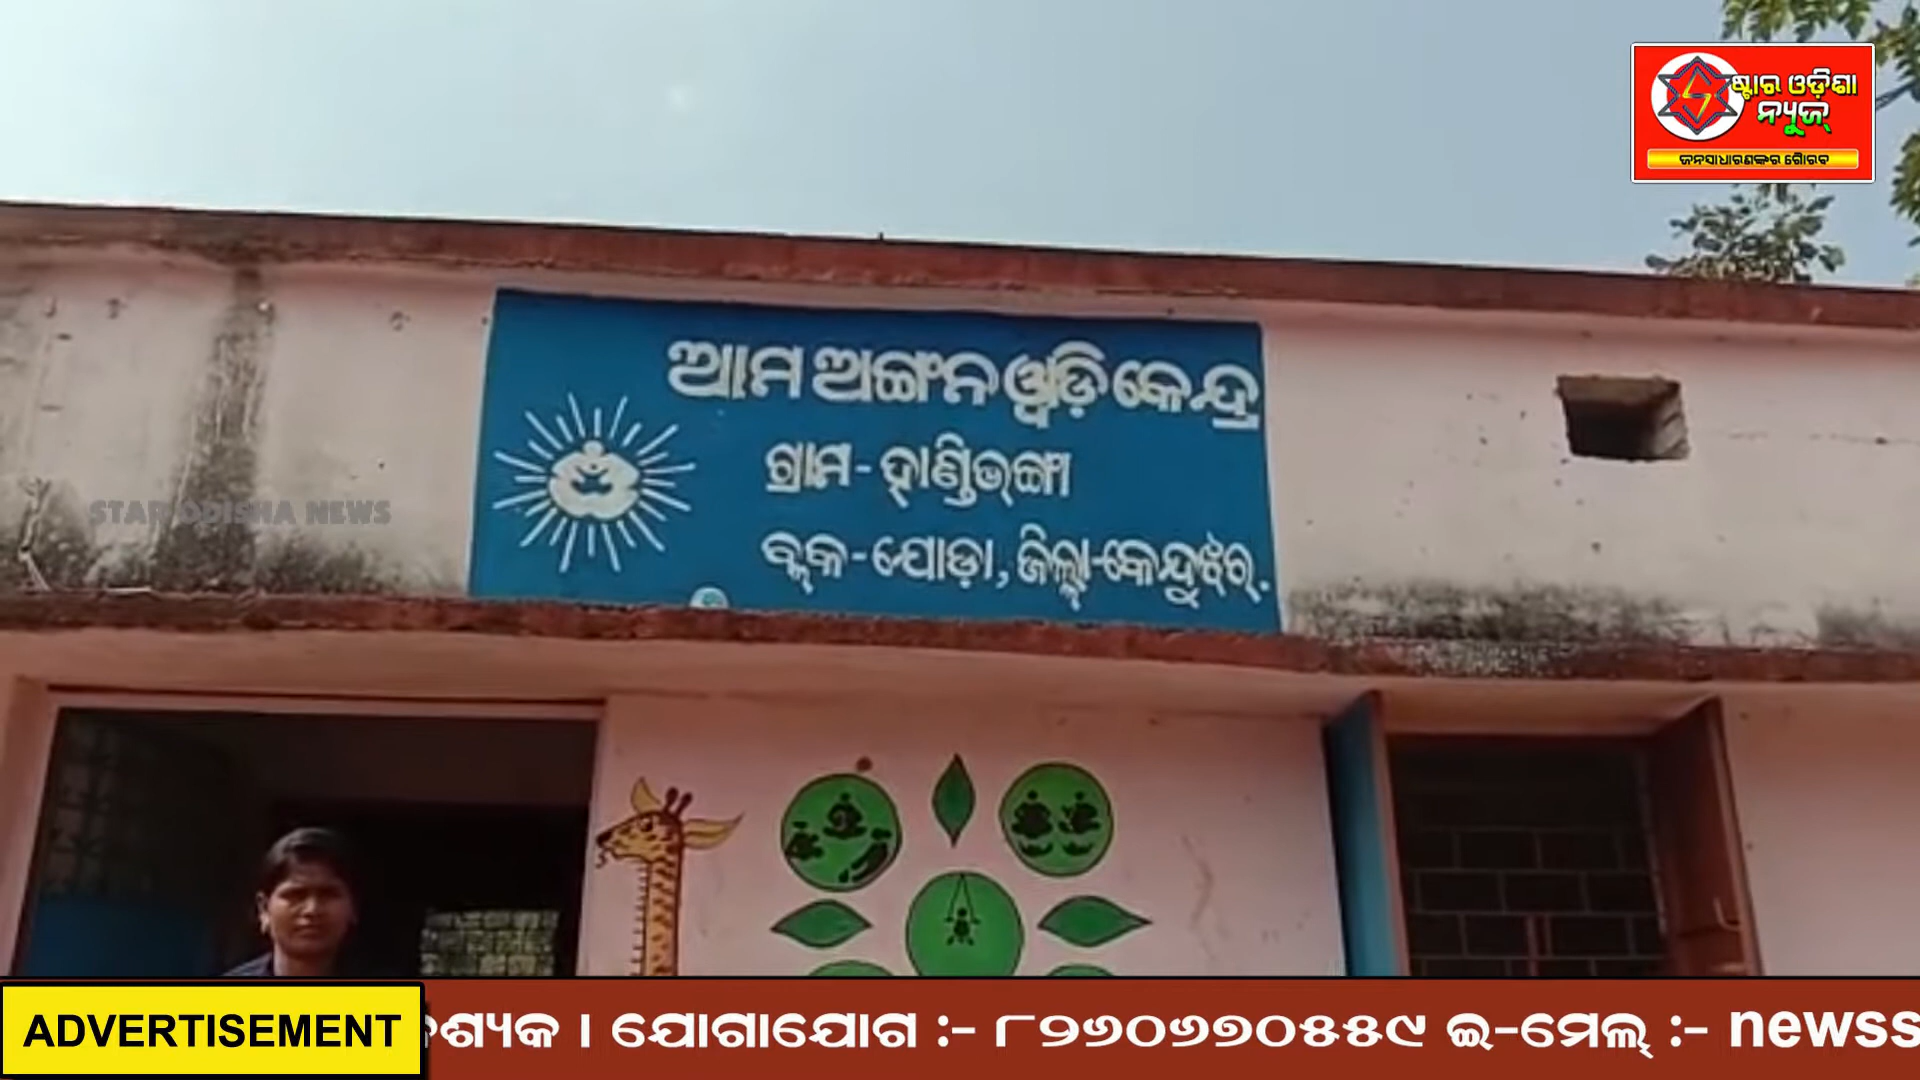 ଷ୍ଟାର ଓଡ଼ିଶା
ନ୍ୟୁଜ୍
ଜନସାଧାରଣଙ୍କର ଗୌରବ
ଆମ ଅଙ୍ଗନୱାଡ଼ି କେନ୍ଦ୍ର
ଗ୍ରାମ - ହାଣ୍ଡିଭଙ୍ଗା
ବ୍ଲକ - ଯୋଡ଼ା, ଜିଲ୍ଲା - କେନ୍ଦୁଝର.
STAR ODISHA NEWS
ADVERTISEMENT
ଶ୍ୟକ । ଯୋଗାଯୋଗ :- ୮୨୬୦୬୭୦୫୫୯ ଇ-ମେଲ୍ :- newss